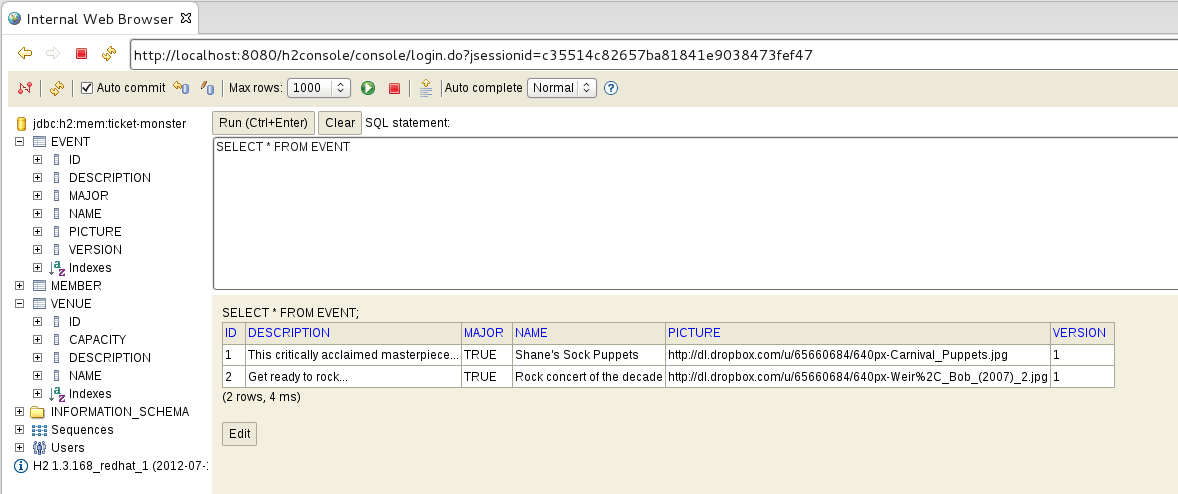 Internal Web Browser
http://localhost:8080/h2console/console/login.do?jsessionid=c35514c82657ba81841e9038473fef47
Auto commit Max rows: 1000 Auto complete Normal
jdbc:h2:mem:ticket-monster
EVENT
ID
DESCRIPTION
MAJOR
NAME
PICTURE
VERSION
Indexes
MEMBER
VENUE
ID
CAPACITY
DESCRIPTION
NAME
Indexes
INFORMATION_SCHEMA
Sequences
Users
H2 1.3.168_redhat_1 (2012-07-
Run (Ctrl+Enter) Clear SQL statement:
SELECT * FROM EVENT
SELECT * FROM EVENT;
ID DESCRIPTION MAJOR NAME PICTURE VERSION
1 This critically acclaimed masterpiece... TRUE Shane's Sock Puppets http://dl.dropbox.com/u/65660684/640px-Carnival_Puppets.jpg 1
2 Get ready to rock... TRUE Rock concert of the decade http://dl.dropbox.com/u/65660684/640px-Weir%2C_Bob_(2007)_2.jpg 1
(2 rows, 4 ms)
Edit